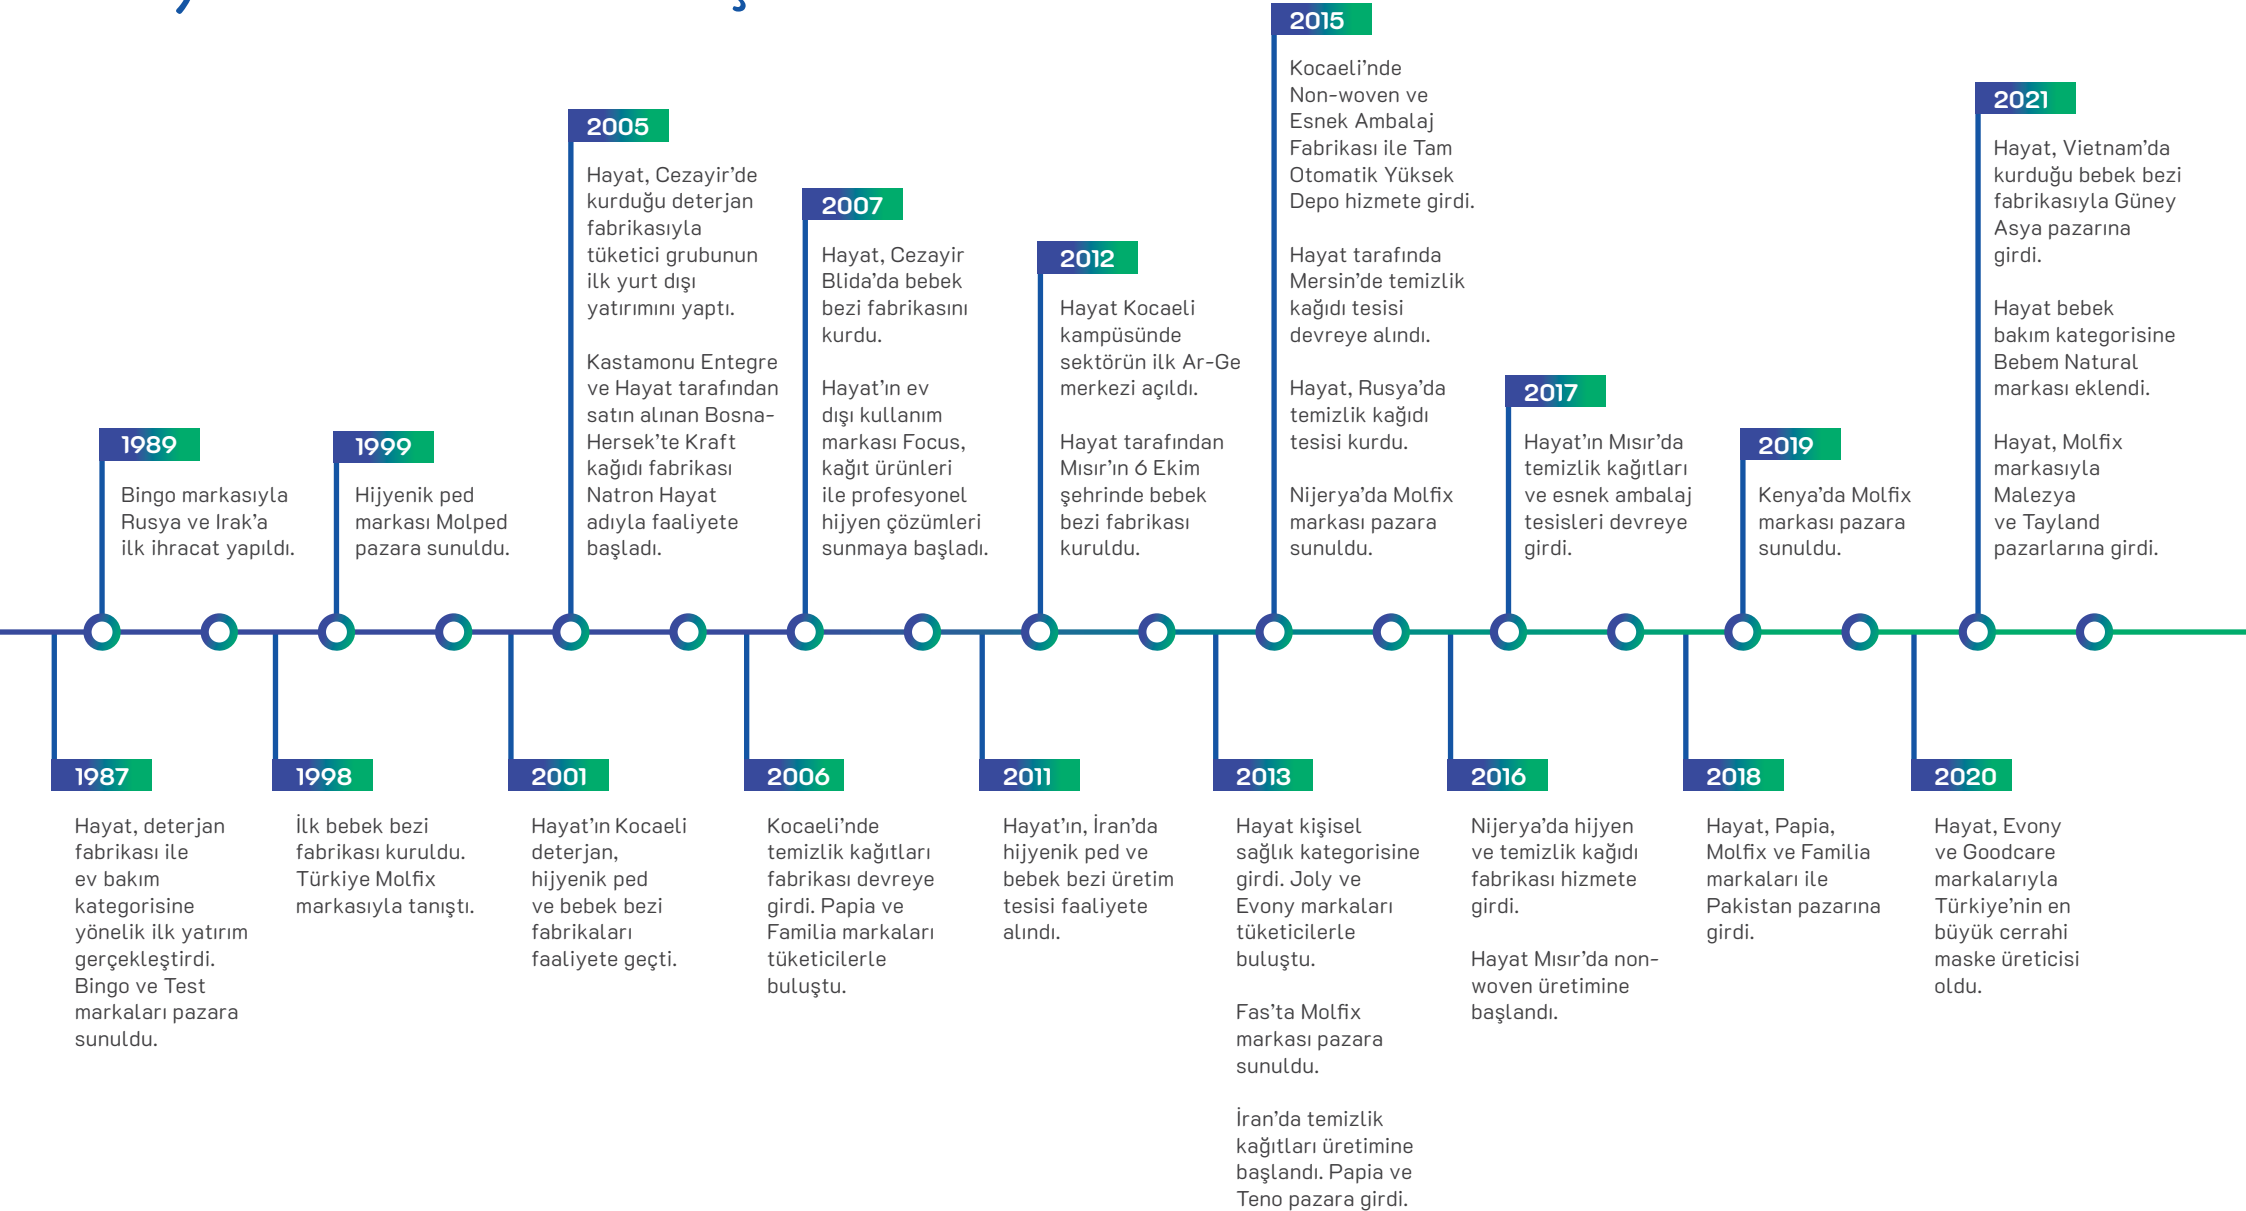 2015
Kocaeli’nde
Non-woven ve
Esnek Ambalaj
Fabrikası ile Tam
Otomatik Yüksek
Depo hizmete girdi.
Hayat tarafında
Mersin’de temizlik
kağıdı tesisi
devreye alındı.
Hayat, Rusya’da
temizlik kağıdı
tesisi kurdu.
Nijerya’da Molfix
markası pazara
sunuldu.
2021
Hayat, Vietnam’da
kurduğu bebek bezi
fabrikasıyla Güney
Asya pazarına
girdi.
Hayat bebek
bakım kategorisine
Bebem Natural
markası eklendi.
Hayat, Molfix
markasıyla
Malezya
ve Tayland
pazarlarına girdi.
2005
Hayat, Cezayir’de
kurduğu deterjan
fabrikasıyla
tüketici grubunun
ilk yurt dışı
yatırımını yaptı.
Kastamonu Entegre
ve Hayat tarafından
satın alınan Bosna-
Hersek’te Kraft
kağıdı fabrikası
Natron Hayat
adıyla faaliyete
başladı.
2007
Hayat, Cezayir
Blida’da bebek
bezi fabrikasını
kurdu.
Hayat’ın ev
dışı kullanım
markası Focus,
kağıt ürünleri
ile profesyonel
hijyen çözümleri
sunmaya başladı.
2012
Hayat Kocaeli
kampüsünde
sektörün ilk Ar-Ge
merkezi açıldı.
Hayat tarafından
Mısır’ın 6 Ekim
şehrinde bebek
bezi fabrikası
kuruldu.
2017
Hayat’ın Mısır’da
temizlik kağıtları
ve esnek ambalaj
tesisleri devreye
girdi.
2019
Kenya’da Molfix
markası pazara
sunuldu.
1989
Bingo markasıyla
Rusya ve Irak’a
ilk ihracat yapıldı.
1999
Hijyenik ped
markası Molped
pazara sunuldu.
1987
Hayat, deterjan
fabrikası ile
ev bakım
kategorisine
yönelik ilk yatırım
gerçekleştirdi.
Bingo ve Test
markaları pazara
sunuldu.
1998
İlk bebek bezi
fabrikası kuruldu.
Türkiye Molfix
markasıyla tanıştı.
2001
Hayat’ın Kocaeli
deterjan,
hijyenik ped
ve bebek bezi
fabrikaları
faaliyete geçti.
2006
Kocaeli’nde
temizlik kağıtları
fabrikası devreye
girdi. Papia ve
Familia markaları
tüketicilerle
buluştu.
2011
Hayat’ın, İran’da
hijyenik ped ve
bebek bezi üretim
tesisi faaliyete
alındı.
2013
Hayat kişisel
sağlık kategorisine
girdi. Joly ve
Evony markaları
tüketicilerle
buluştu.
Fas’ta Molfix
markası pazara
sunuldu.
İran’da temizlik
kağıtları üretimine
başlandı. Papia ve
Teno pazara girdi.
2016
Nijerya’da hijyen
ve temizlik kağıdı
fabrikası hizmete
girdi.
Hayat Mısır’da non-
woven üretimine
başlandı.
2018
Hayat, Papia,
Molfix ve Familia
markaları ile
Pakistan pazarına
girdi.
2020
Hayat, Evony
ve Goodcare
markalarıyla
Türkiye’nin en
büyük cerrahi
maske üreticisi
oldu.